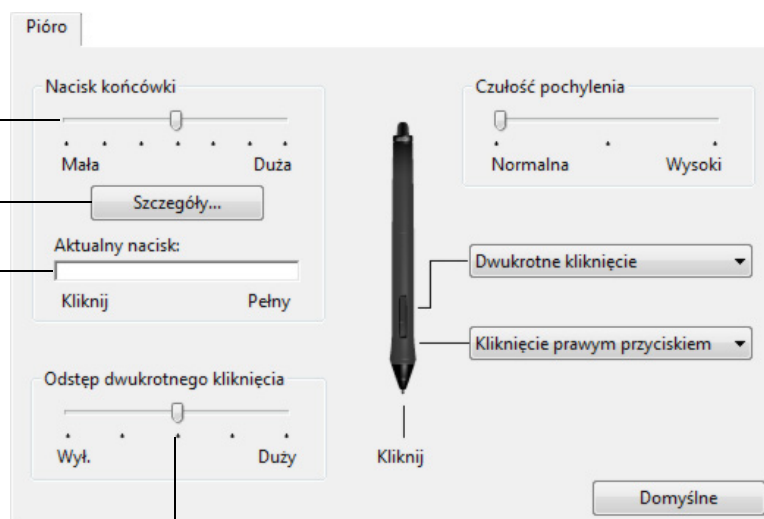 Pióro
Nacisk końcówki
Mała Duża
Szczegóły...
Aktualny nacisk:
Kliknij Pełny
Odstęp dwukrotnego kliknięcia
Wył. Duży
Kliknij
Czułość pochylenia
Normalna Wysoki
Dwukrotne kliknięcie
Kliknięcie prawym przyciskiem
Domyślne